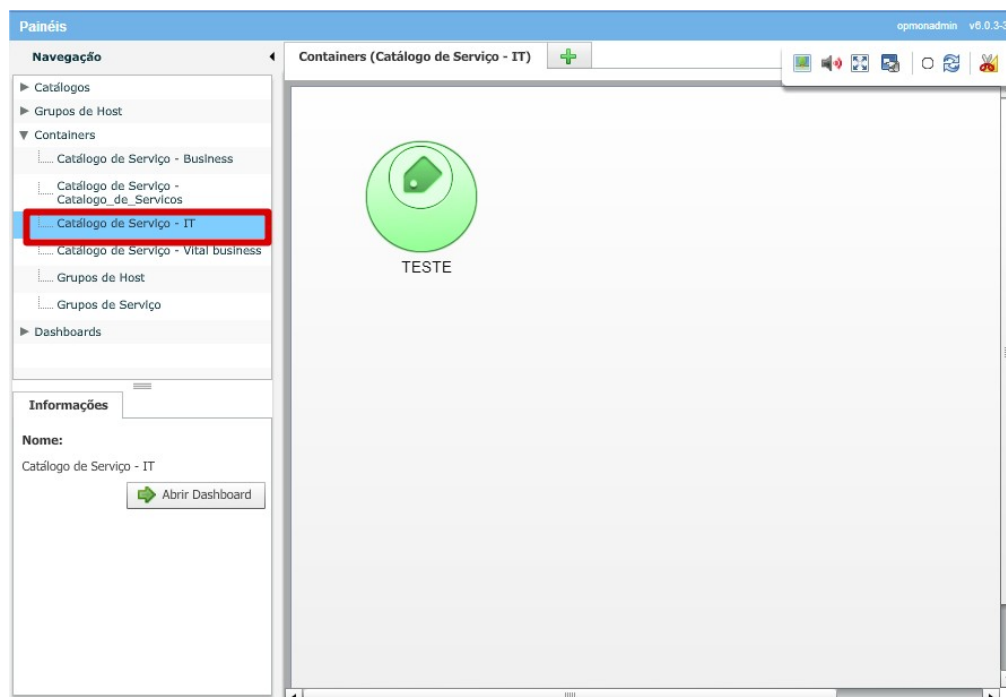 Painéis
opmonadmin v6.0.3-3
Navegação
Containers (Catálogo de Serviço - IT)
Catálogos
Grupos de Host
Containers
Catálogo de Serviço - Business
Catálogo de Serviço -
Catalogo_de_Servicos
Catálogo de Serviço - IT
Catálogo de Serviço - Vital business
Grupos de Host
Grupos de Serviço
Dashboards
TESTE
Informações
Nome:
Catálogo de Serviço - IT
Abrir Dashboard